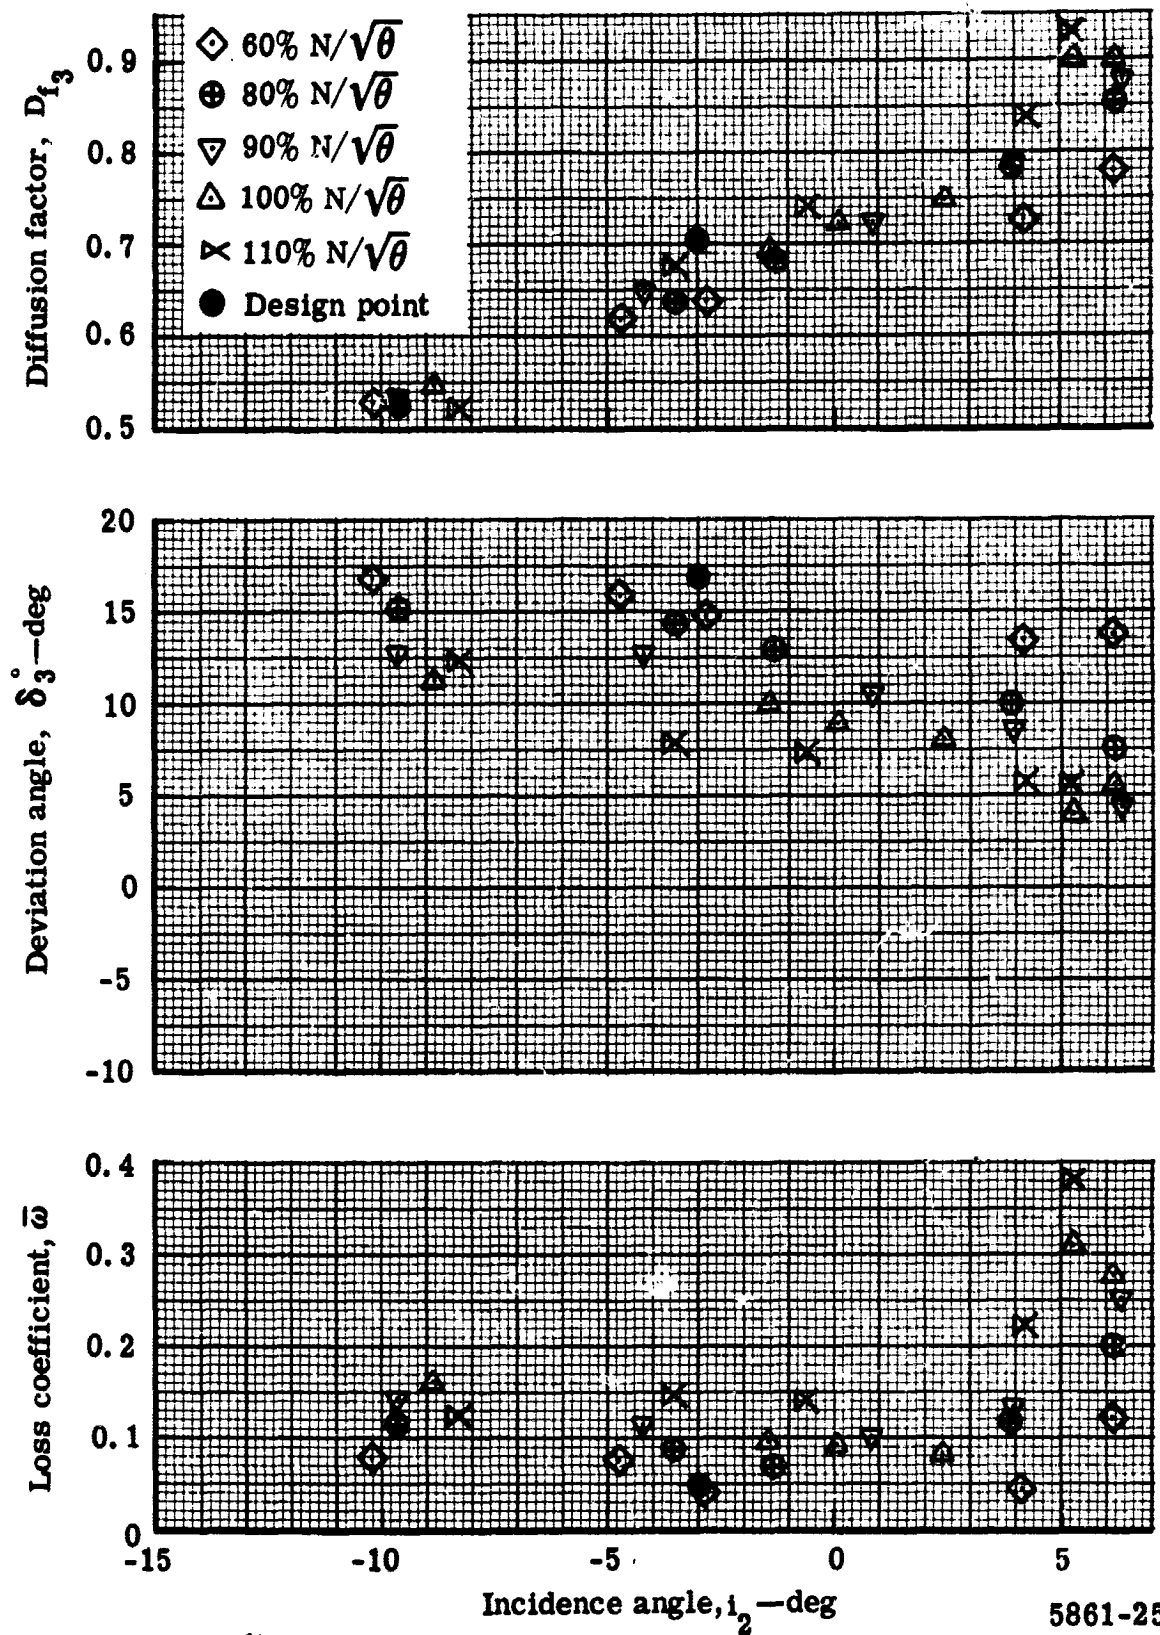 Diffusion factor, Df3
0.9
0.8
0.7
0.6
0.5
60% N/√θ
80% N/√θ
90% N/√θ
100% N/√θ
110% N/√θ
Design point
Deviation angle, δ°3—deg
20
15
10
5
0
-5
-10
Loss coefficient, ω̅
0.4
0.3
0.2
0.1
0
-15 -10 -5 0 5
Incidence angle, i2—deg
5861-25